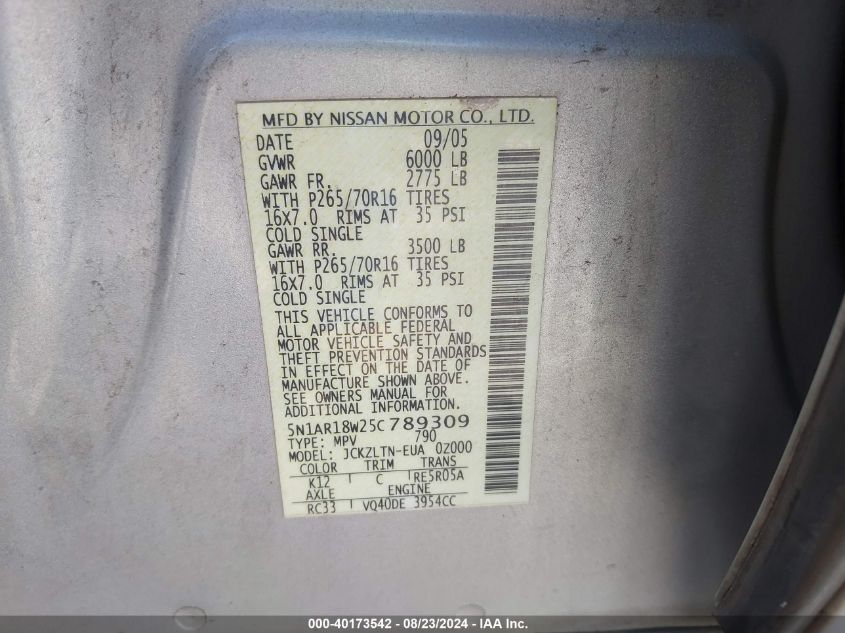 MFD BY NISSAN MOTOR CO., LTD.
DATE 09/05
GVWR 6000 LB
GAWR FR. 2775 LB
WITH P265/70R16 TIRES
16X7.0 RIMS AT 35 PSI
COLD SINGLE
GAWR RR. 3500 LB
WITH P265/70R16 TIRES
16X7.0 RIMS AT 35 PSI
COLD SINGLE
THIS VEHICLE CONFORMS TO
ALL APPLICABLE FEDERAL
MOTOR VEHICLE SAFETY AND
THEFT PREVENTION STANDARDS
IN EFFECT ON THE DATE OF
MANUFACTURE SHOWN ABOVE.
SEE OWNERS MANUAL FOR
ADDITIONAL INFORMATION.
5N1AR18W25C789309
TYPE: MPV 790
MODEL: JCKZLTN-EUA 0Z000
COLOR TRIM TRANS
K12 C RE5R05A
AXLE ENGINE
RC33 VQ40DE 3954CC
000-40173542 - 08/23/2024 - IAA Inc.